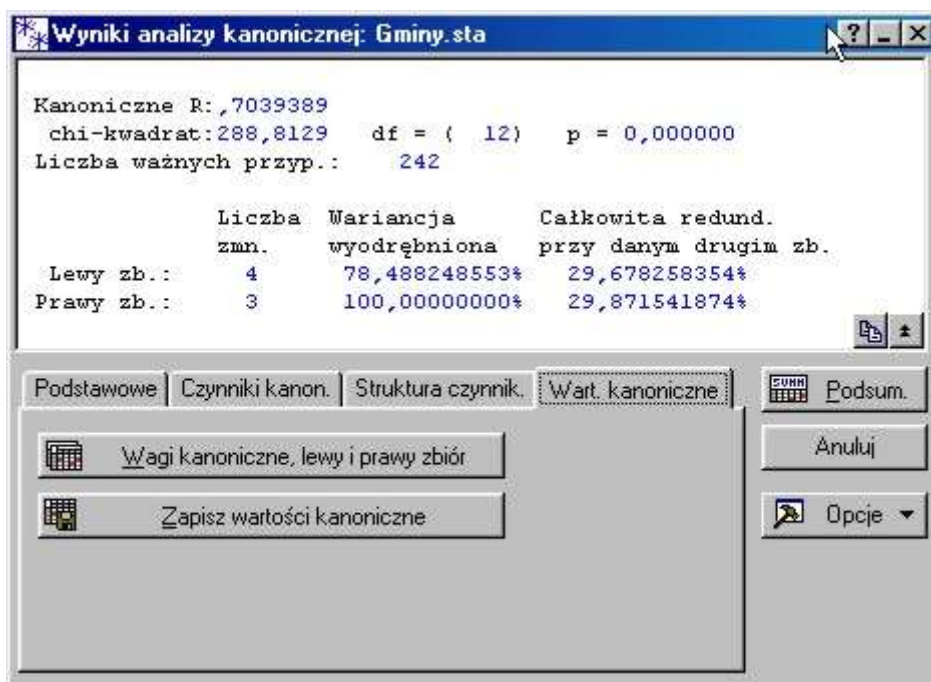 Wyniki analizy kanonicznej: Gminy.sta
Kanoniczne R: ,7039389
chi-kwadrat:288,8129 df = ( 12) p = 0,000000
Liczba ważnych przyp.: 242
Liczba Wariancja Całkowita redund.
zmn. wyodrębniona przy danym drugim zb.
Lewy zb.: 4 78,488248553% 29,678258354%
Prawy zb.: 3 100,00000000% 29,871541874%
Podstawowe Czynniki kanon. Struktura czynnik. Wart. kanoniczne
Podsum.
Wagi kanoniczne, lewy i prawy zbiór
Anuluj
Zapisz wartości kanoniczne
Opcje